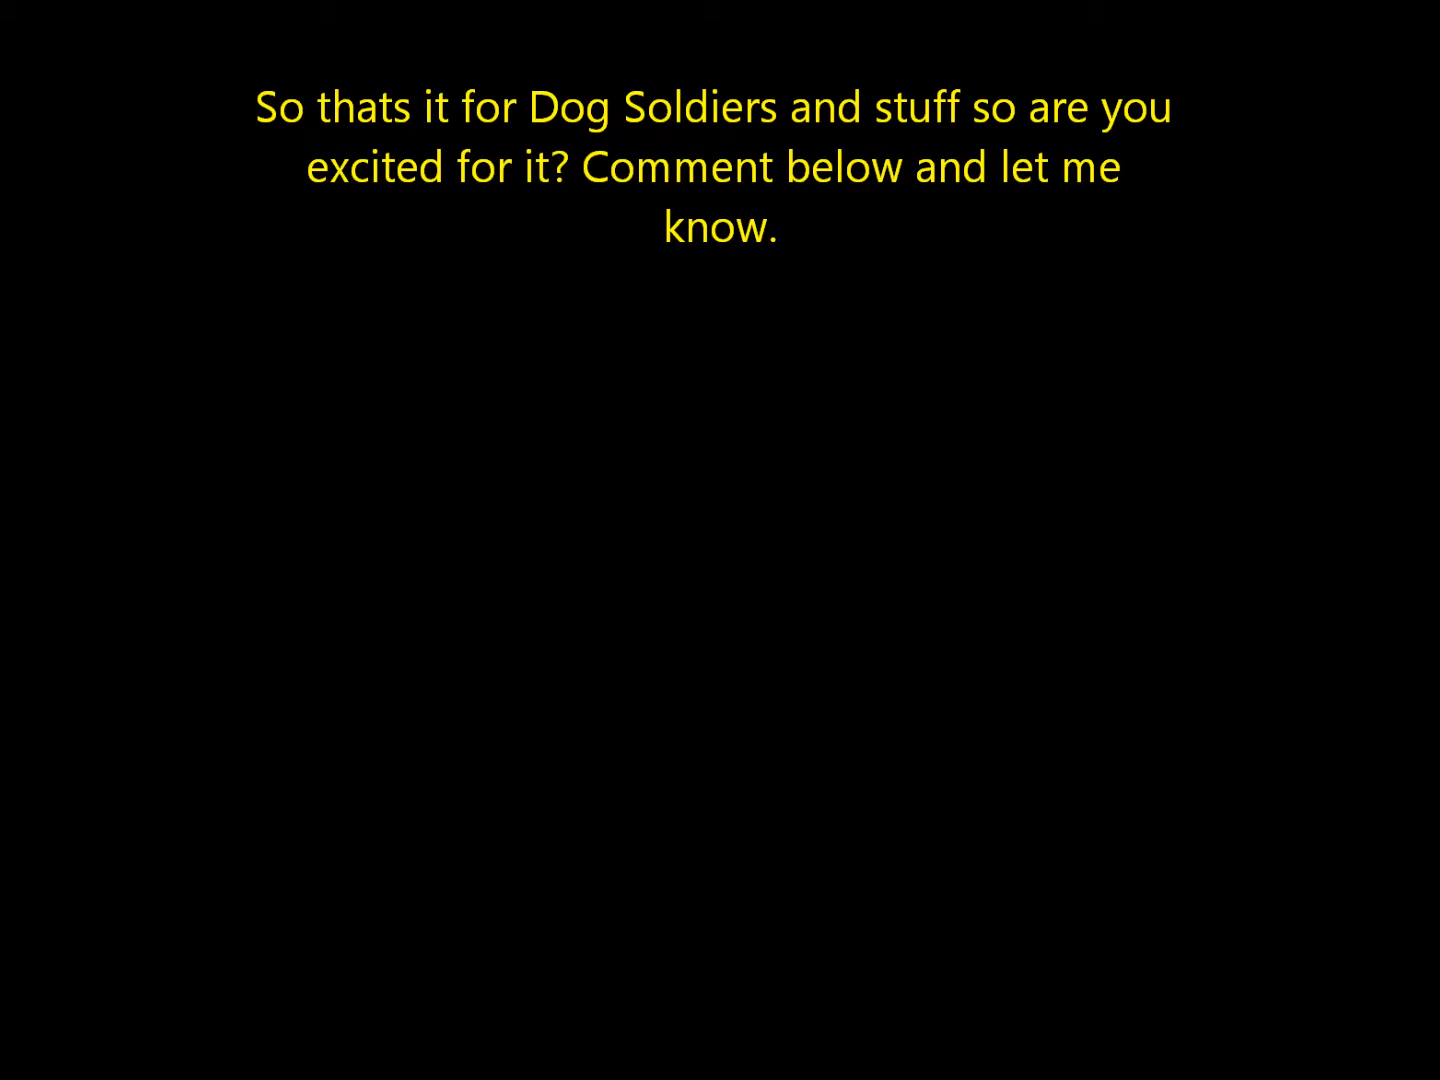 So thats it for Dog Soldiers and stuff so are you
excited for it? Comment below and let me
know.